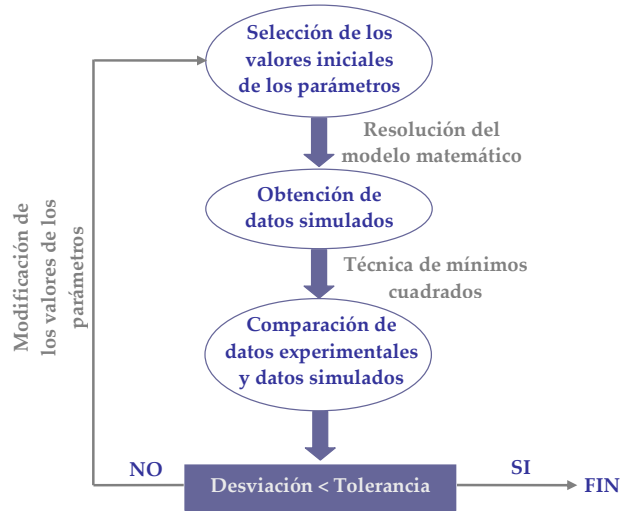 Selección de los
valores iniciales
de los parámetros
Resolución del
modelo matemático
Obtención de
datos simulados
Técnica de mínimos
cuadrados
Comparación de
datos experimentales
y datos simulados
Modificación de
los valores de los
parámetros
NO
Desviación < Tolerancia
SI
FIN